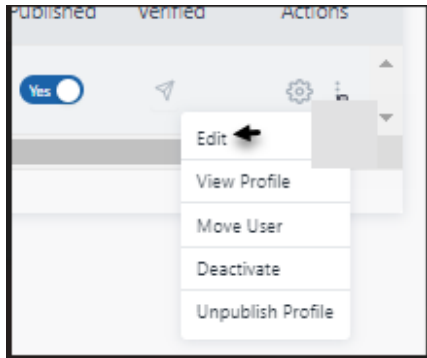 Published Verified Actions
Yes
Edit
View Profile
Move User
Deactivate
Unpublish Profile